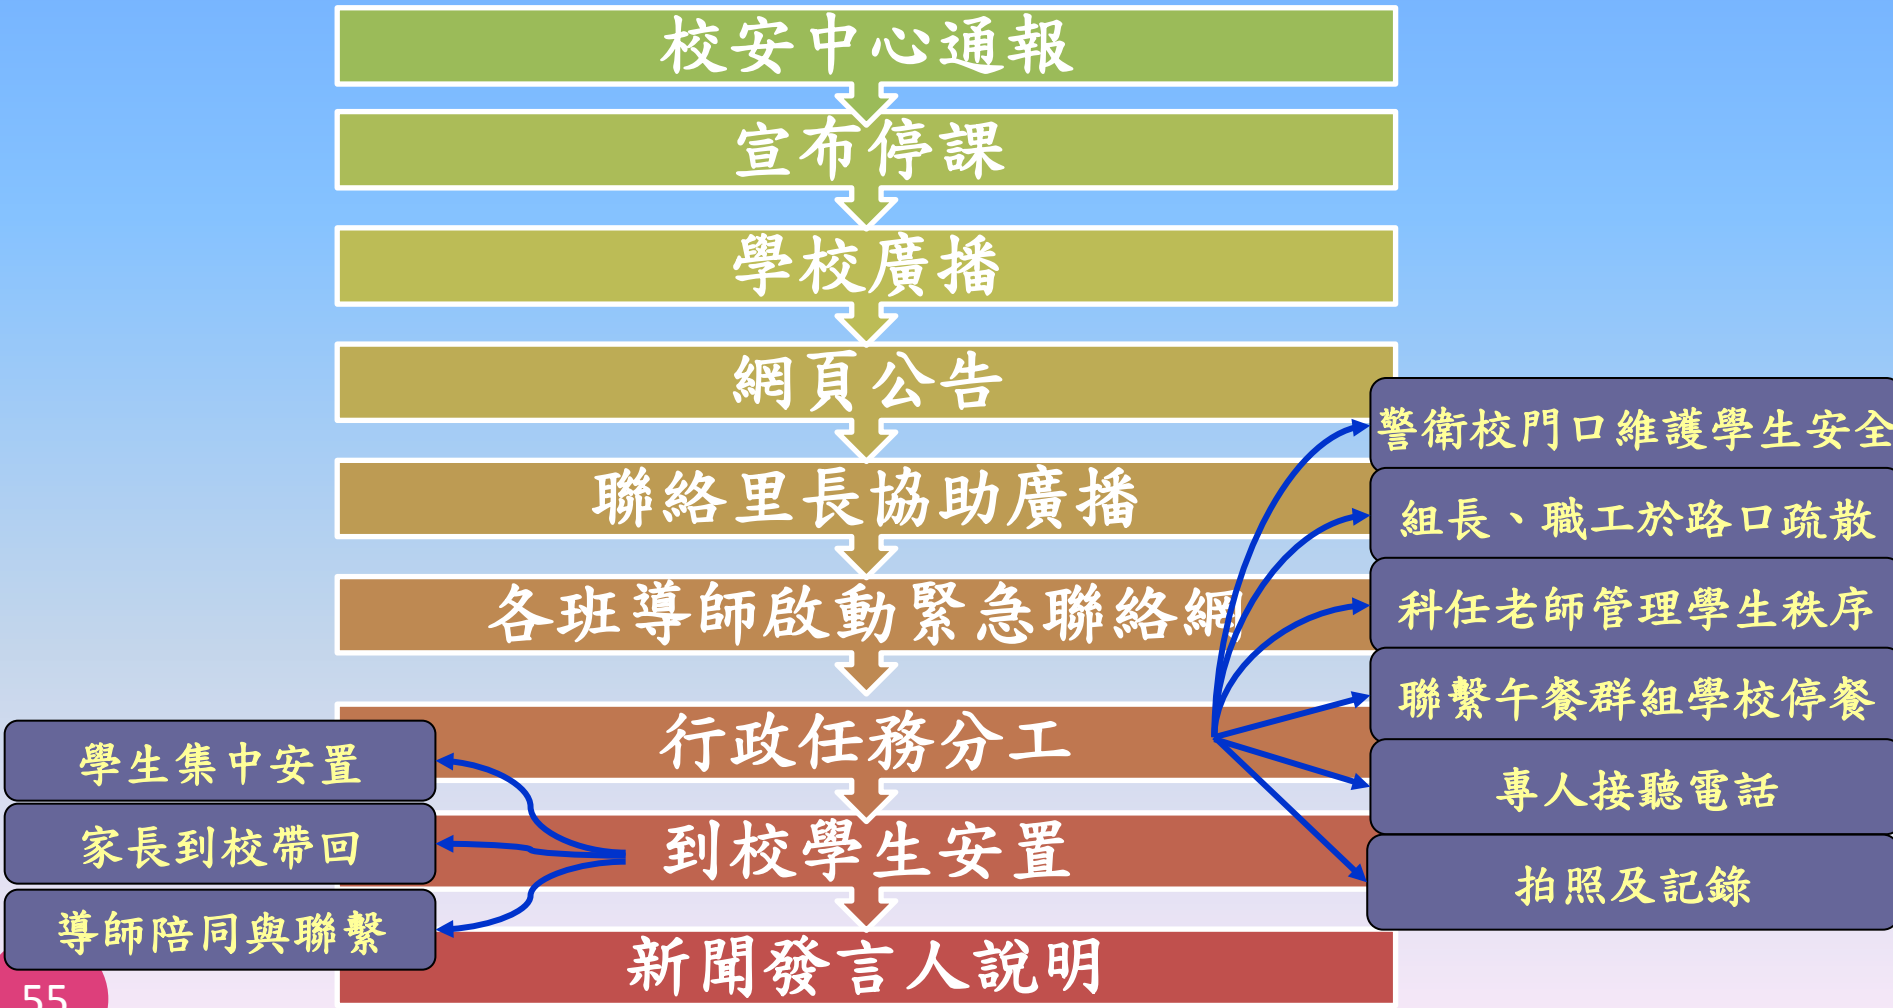 校安中心通報
宣布停課
學校廣播
網頁公告
聯絡里長協助廣播
各班導師啟動緊急聯絡網
行政任務分工
到校學生安置
新聞發言人說明
警衛校門口維護學生安全
組長、職工於路口疏散
科任老師管理學生秩序
聯繫午餐群組學校停餐
專人接聽電話
拍照及記錄
學生集中安置
家長到校帶回
導師陪同與聯繫
55